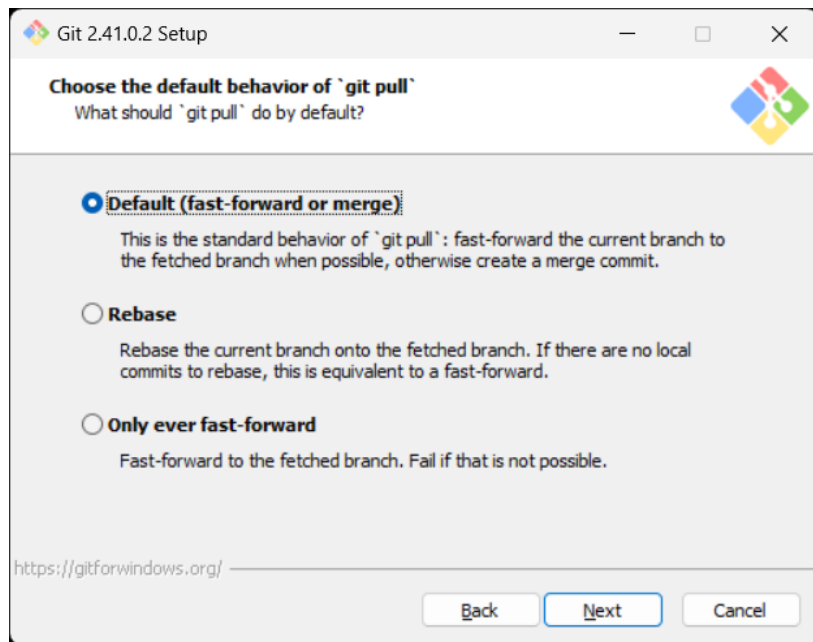 Git 2.41.0.2 Setup
Choose the default behavior of `git pull`
What should `git pull` do by default?
Default (fast-forward or merge)
This is the standard behavior of `git pull`: fast-forward the current branch to
the fetched branch when possible, otherwise create a merge commit.
Rebase
Rebase the current branch onto the fetched branch. If there are no local
commits to rebase, this is equivalent to a fast-forward.
Only ever fast-forward
Fast-forward to the fetched branch. Fail if that is not possible.
https://gitforwindows.org/
Back
Next
Cancel